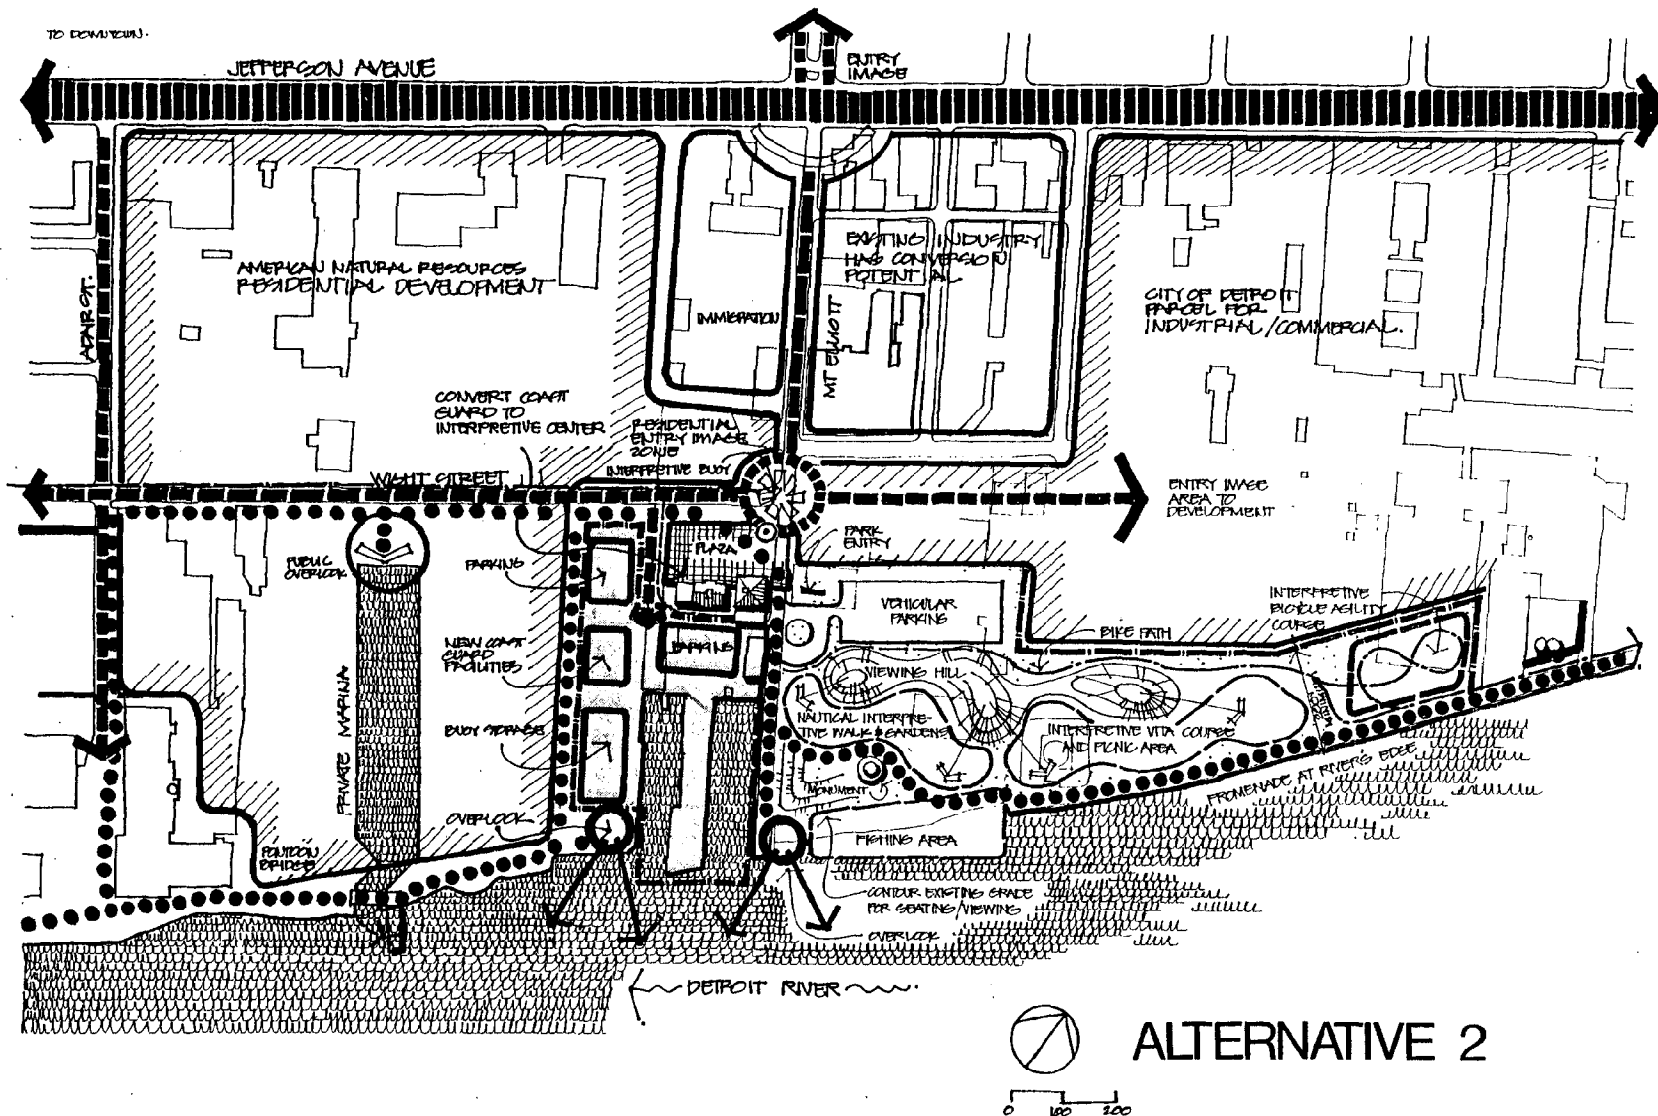 TO DOWNTOWN.
JEFFERSON AVENUE
ENTRY
IMAGE
AMERICAN NATURAL RESOURCES
RESIDENTIAL DEVELOPMENT
IMMIGRATION
EXISTING INDUSTRY
HAS CONVERSION
POTENTIAL
MT ELLIOTT
CITY OF DETROIT
PARCEL FOR
INDUSTRIAL/COMMERCIAL.
ADAIR ST.
CONVERT COAST
GUARD TO
INTERPRETIVE CENTER
RESIDENTIAL
ENTRY IMAGE
ZONE
INTERPRETIVE BUOY
WIGHT STREET
ENTRY IMAGE
AREA TO
DEVELOPMENT
PUBLIC
OVERLOOK
PARKING
PLAZA
PARK
ENTRY
VEHICULAR
PARKING
INTERPRETIVE
BICYCLE AGILITY
COURSE
BIKE PATH
NEW COAST
GUARD
FACILITIES
PARKING
VIEWING HILL
PRIVATE MARINA
BUOY STORAGE
NAUTICAL INTERPRE-
TIVE WALK & GARDENS
INTERPRETIVE VITA COURSE
AND PICNIC AREA
MONUMENT
PROMENADE AT RIVER'S EDGE
OVERLOOK
FISHING AREA
PONTOON
BRIDGE
CONTOUR EXISTING GRADE
FOR SEATING/VIEWING
OVERLOOK
DETROIT RIVER
ALTERNATIVE 2
0 100 200